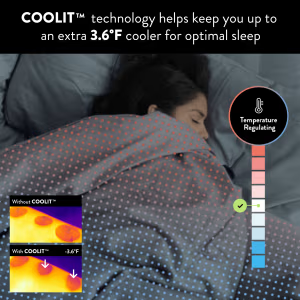 COOLIT™ technology helps keep you up to
an extra 3.6°F cooler for optimal sleep
Temperature
Regulating
Without COOLIT™
With COOLIT™ -3.6°F